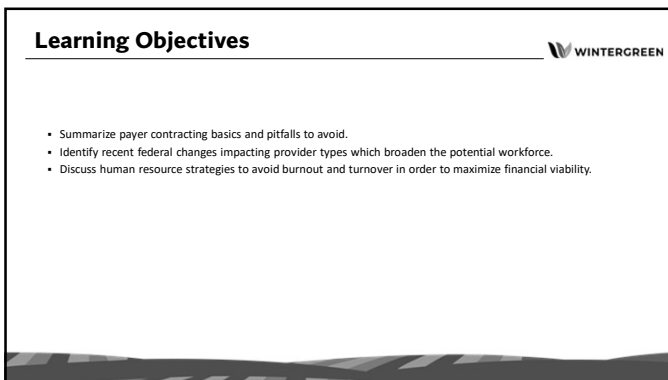 Learning Objectives
WINTERGREEN
▪ Summarize payer contracting basics and pitfalls to avoid.
▪ Identify recent federal changes impacting provider types which broaden the potential workforce.
▪ Discuss human resource strategies to avoid burnout and turnover in order to maximize financial viability.